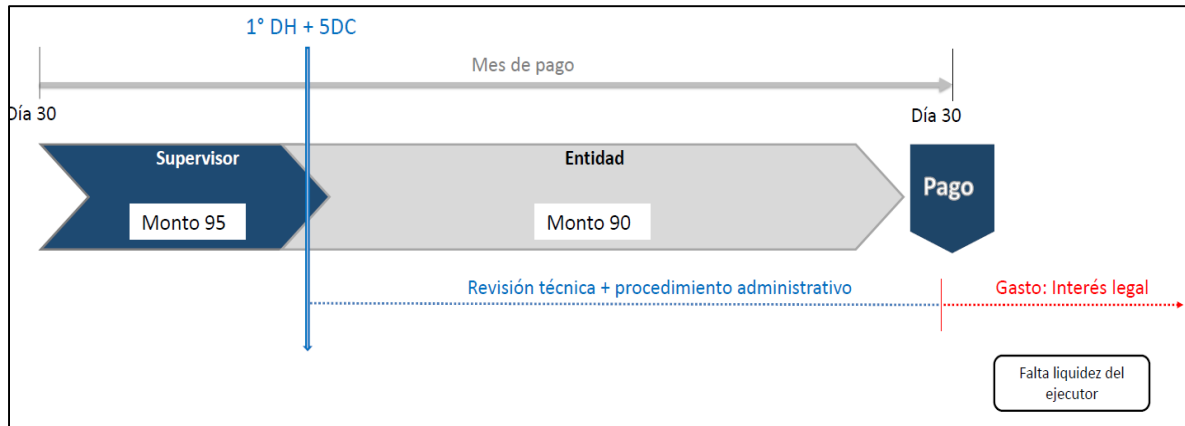 1° DH + 5DC
Mes de pago
Día 30
Día 30
Supervisor
Entidad
Pago
Monto 95
Monto 90
Revisión técnica + procedimiento administrativo
Gasto: Interés legal
Falta liquidez del
ejecutor